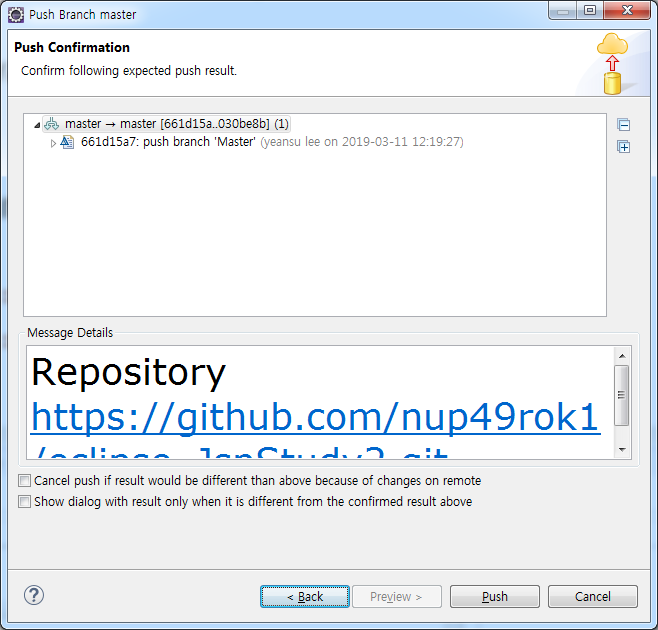 Push Branch master
Push Confirmation
Confirm following expected push result.
master → master [661d15a..030be8b] (1)
661d15a7: push branch 'Master' (yeansu lee on 2019-03-11 12:19:27)
Message Details
Repository
https://github.com/nup49rok1
/eclipse_JspStudy2.git
Cancel push if result would be different than above because of changes on remote
Show dialog with result only when it is different from the confirmed result above
< Back
Preview >
Push
Cancel